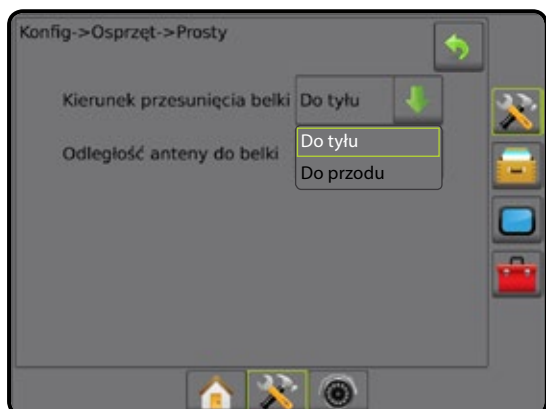 Konfig->Osprzęt->Prosty
Kierunek przesunięcia belki Do tyłu
Do tyłu
Odległość anteny do belki
Do przodu